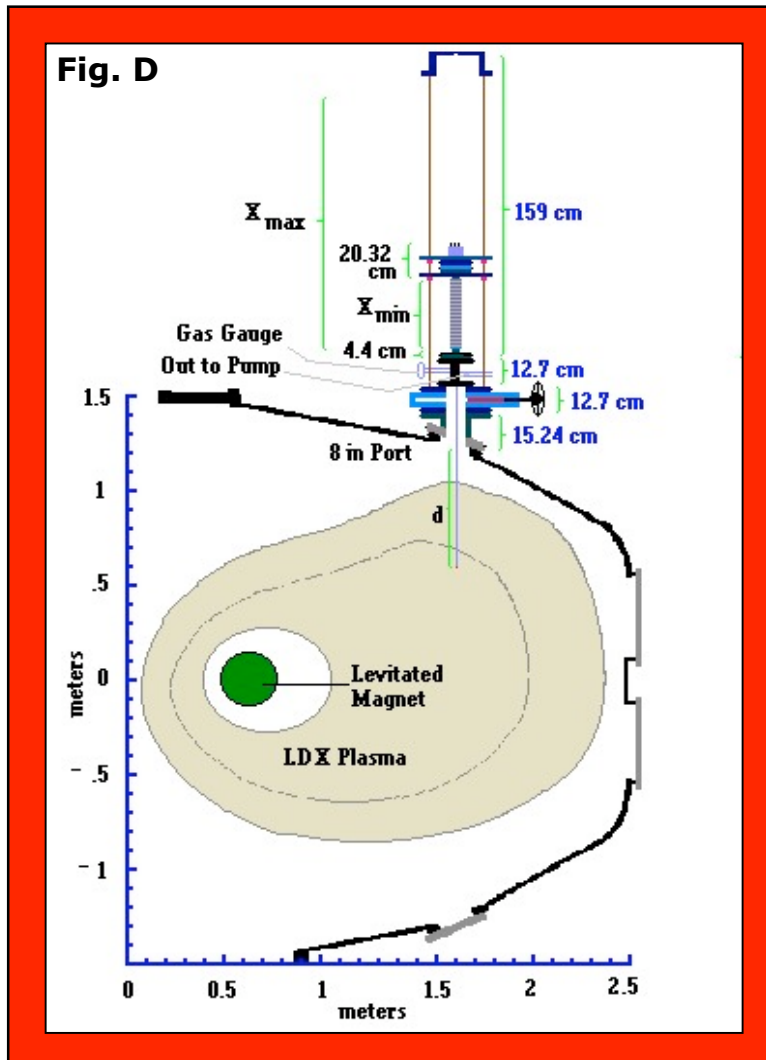 Fig. D
X max
159 cm
20.32
cm
X min
Gas Gauge
4.4 cm
Out to Pump
12.7 cm
12.7 cm
15.24 cm
8 in Port
d
1.5
1
.5
0
-.5
-1
meters
Levitated
Magnet
LDX Plasma
0
0.5
1
1.5
2
2.5
meters